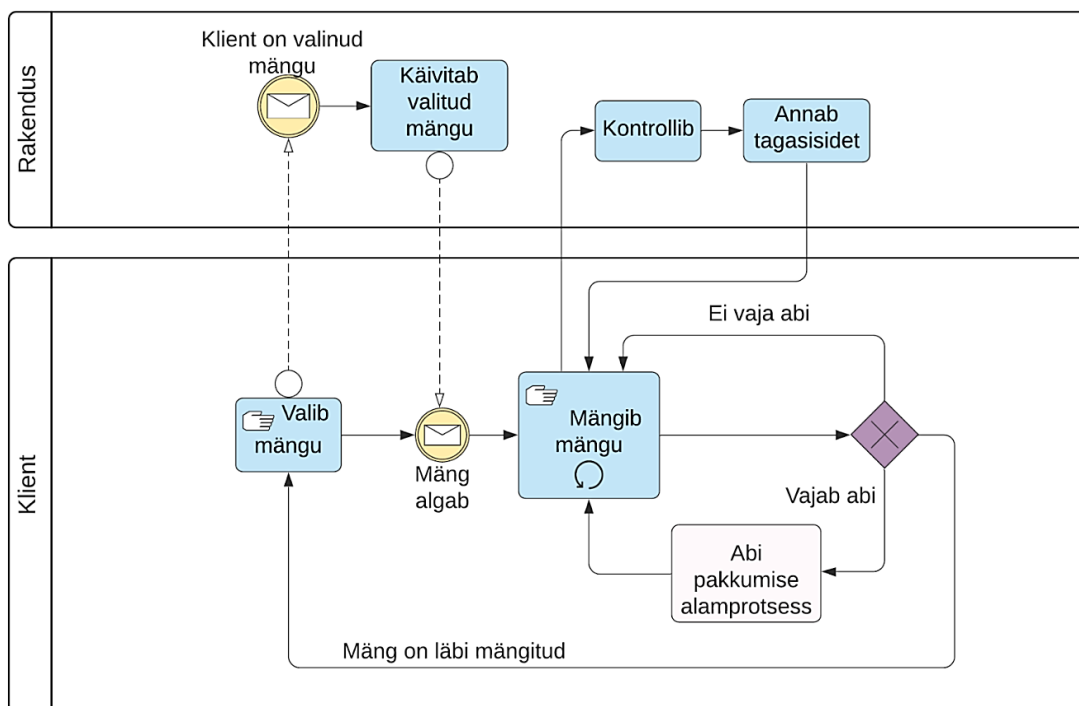 Rakendus
Klient on valinud
mängu
Käivitab
valitud
mängu
Kontrollib
Annab
tagasisidet
Klient
Valib
mängu
Mäng
algab
Mängib
mängu
Ei vaja abi
Vajab abi
Abi
pakkumise
alamprotsess
Mäng on läbi mängitud